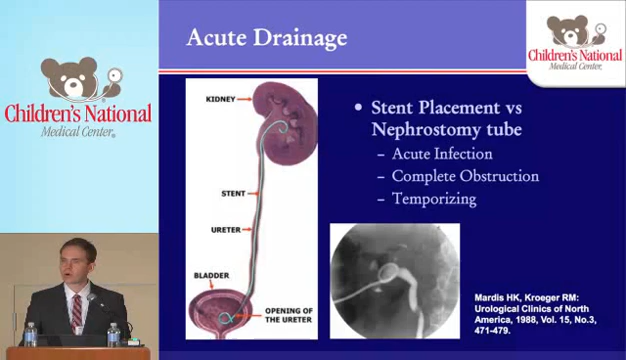 Acute Drainage
Children's National
Medical Center®
Children's National
Medical Center.
KIDNEY
STENT
URETER
BLADDER
OPENING OF
THE URETER
• Stent Placement vs
Nephrostomy tube
– Acute Infection
– Complete Obstruction
– Temporizing
Mardis HK, Kroeger RM:
Urological Clinics of North
America, 1988, Vol. 15, No.3,
471-479.